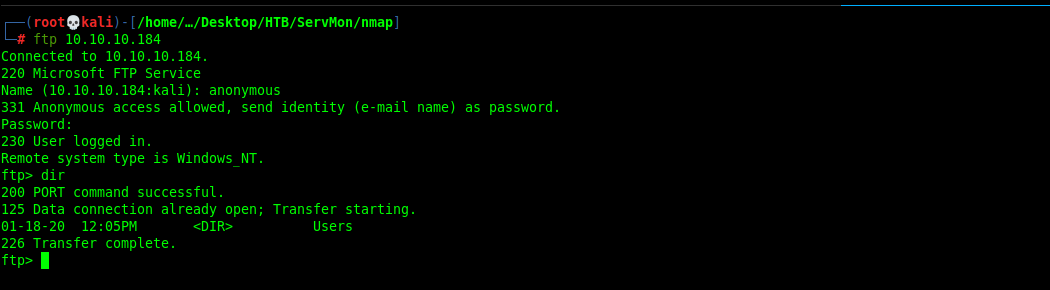 ┌──(root💀kali)-[/home/…/Desktop/HTB/ServMon/nmap]
└─# ftp 10.10.10.184
Connected to 10.10.10.184.
220 Microsoft FTP Service
Name (10.10.10.184:kali): anonymous
331 Anonymous access allowed, send identity (e-mail name) as password.
Password:
230 User logged in.
Remote system type is Windows_NT.
ftp> dir
200 PORT command successful.
125 Data connection already open; Transfer starting.
01-18-20  12:05PM       <DIR>          Users
226 Transfer complete.
ftp>